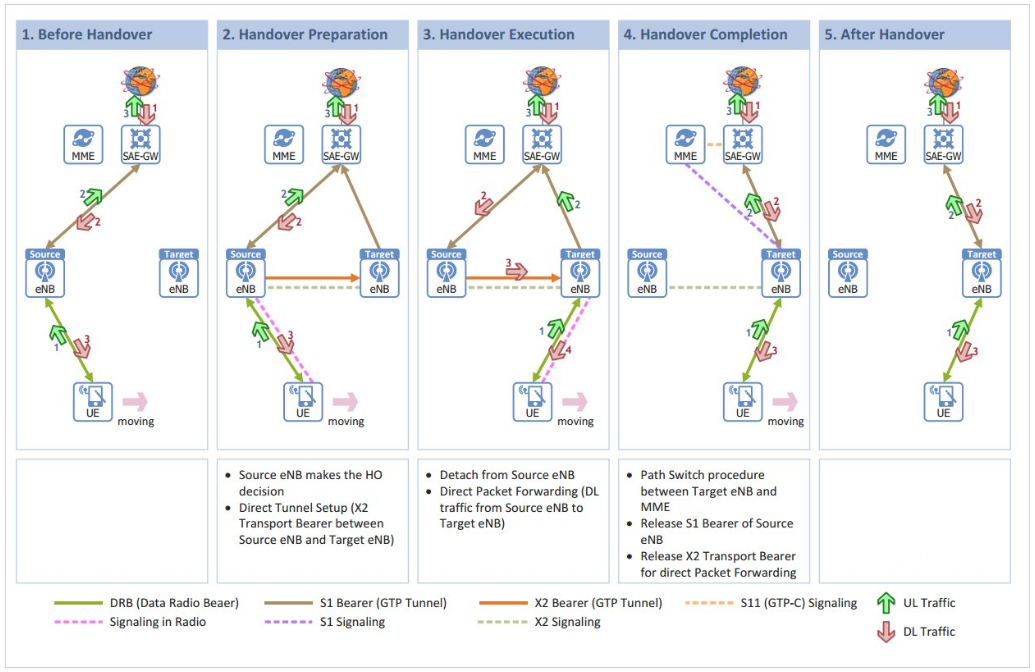 1. Before Handover
2. Handover Preparation
3. Handover Execution
4. Handover Completion
5. After Handover
3 1
MME
SAE-GW
2
2
Source
eNB
Target
eNB
3
1
UE
moving
3 1
MME
SAE-GW
2
2
Source
eNB
Target
eNB
3
1
UE
moving
3 1
MME
SAE-GW
2
2
Source
eNB
3
Target
eNB
1
4
UE
moving
3 1
MME
SAE-GW
2
2
Source
eNB
Target
eNB
1
3
UE
moving
3 1
MME
SAE-GW
2
2
Source
eNB
Target
eNB
1
3
UE
• Source eNB makes the HO
decision
• Direct Tunnel Setup (X2
Transport Bearer between
Source eNB and Target eNB)
• Detach from Source eNB
• Direct Packet Forwarding (DL
traffic from Source eNB to
Target eNB)
• Path Switch procedure
between Target eNB and
MME
• Release S1 Bearer of Source
eNB
• Release X2 Transport Bearer
for direct Packet Forwarding
DRB (Data Radio Beaer)
S1 Bearer (GTP Tunnel)
X2 Bearer (GTP Tunnel)
S11 (GTP-C) Signaling
UL Traffic
Signaling in Radio
S1 Signaling
X2 Signaling
DL Traffic